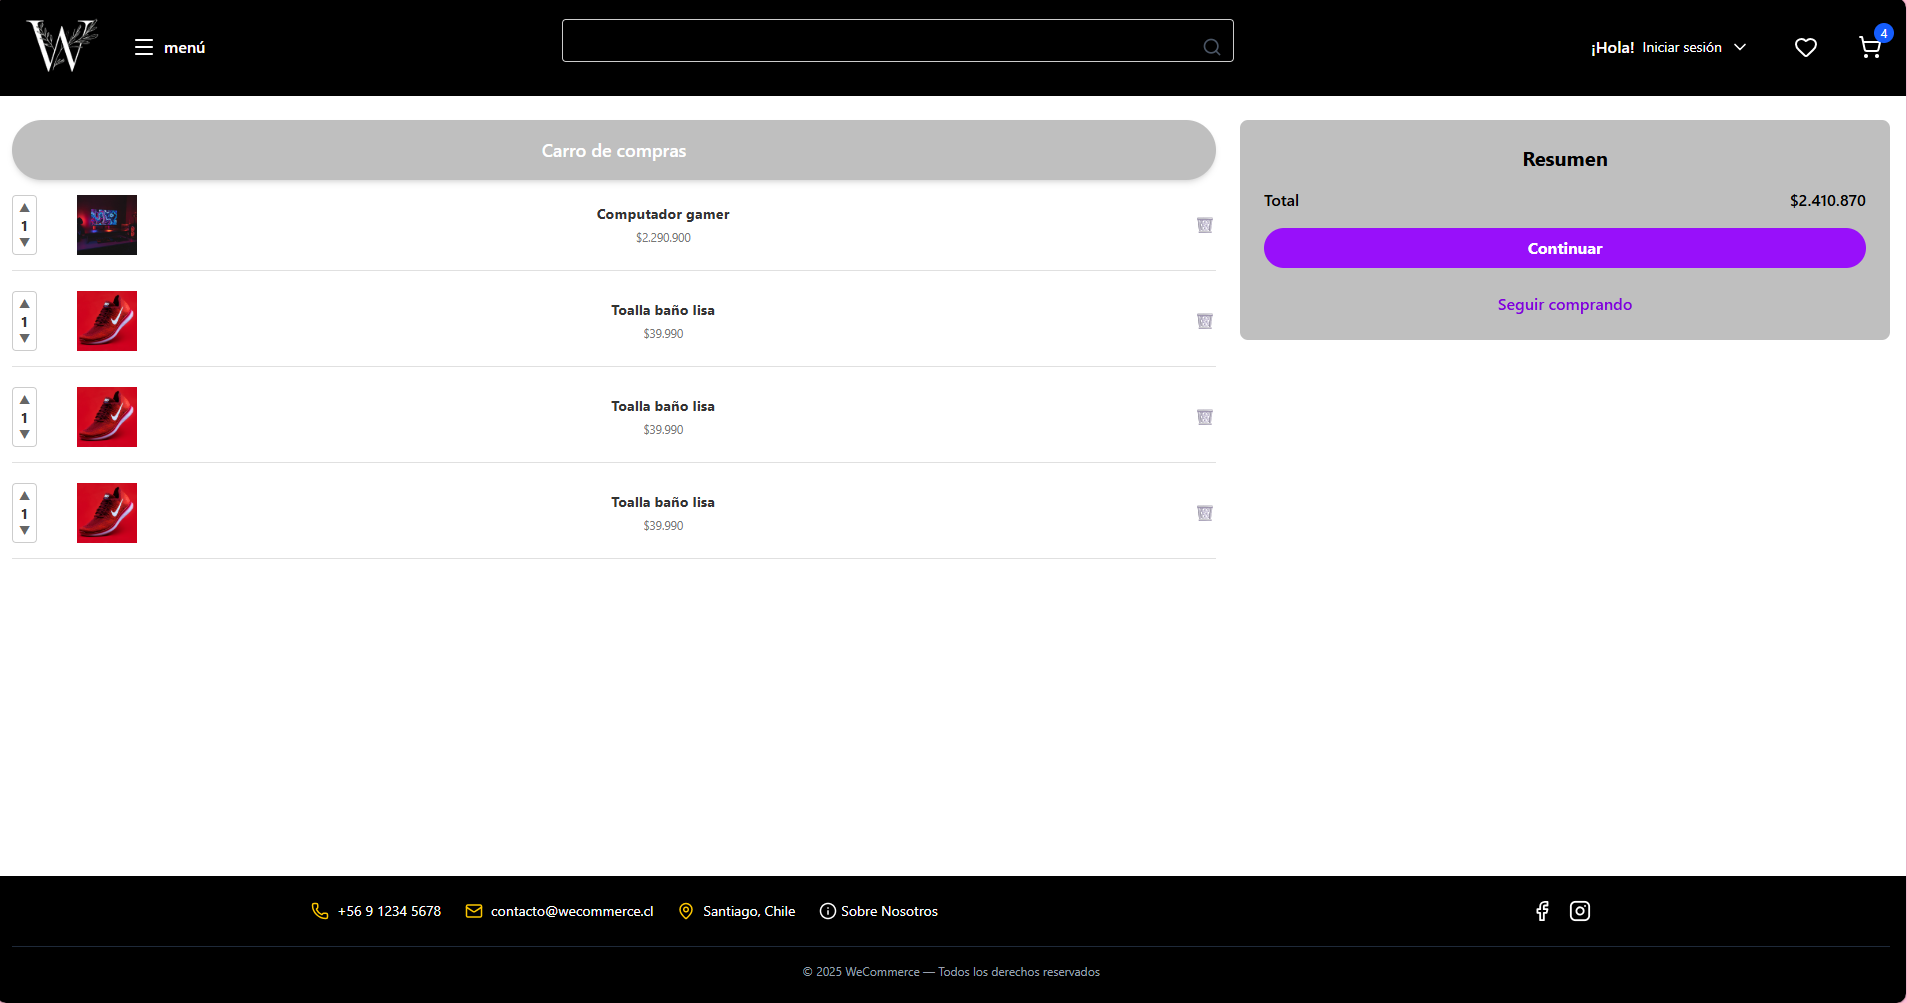 W
menú
¡Hola! Iniciar sesión
4
Carro de compras
▲
1
▼
Computador gamer
$2.290.900
▲
1
▼
Toalla baño lisa
$39.990
▲
1
▼
Toalla baño lisa
$39.990
▲
1
▼
Toalla baño lisa
$39.990
Resumen
Total $2.410.870
Continuar
Seguir comprando
+56 9 1234 5678 contacto@wecommerce.cl Santiago, Chile Sobre Nosotros
© 2025 WeCommerce — Todos los derechos reservados